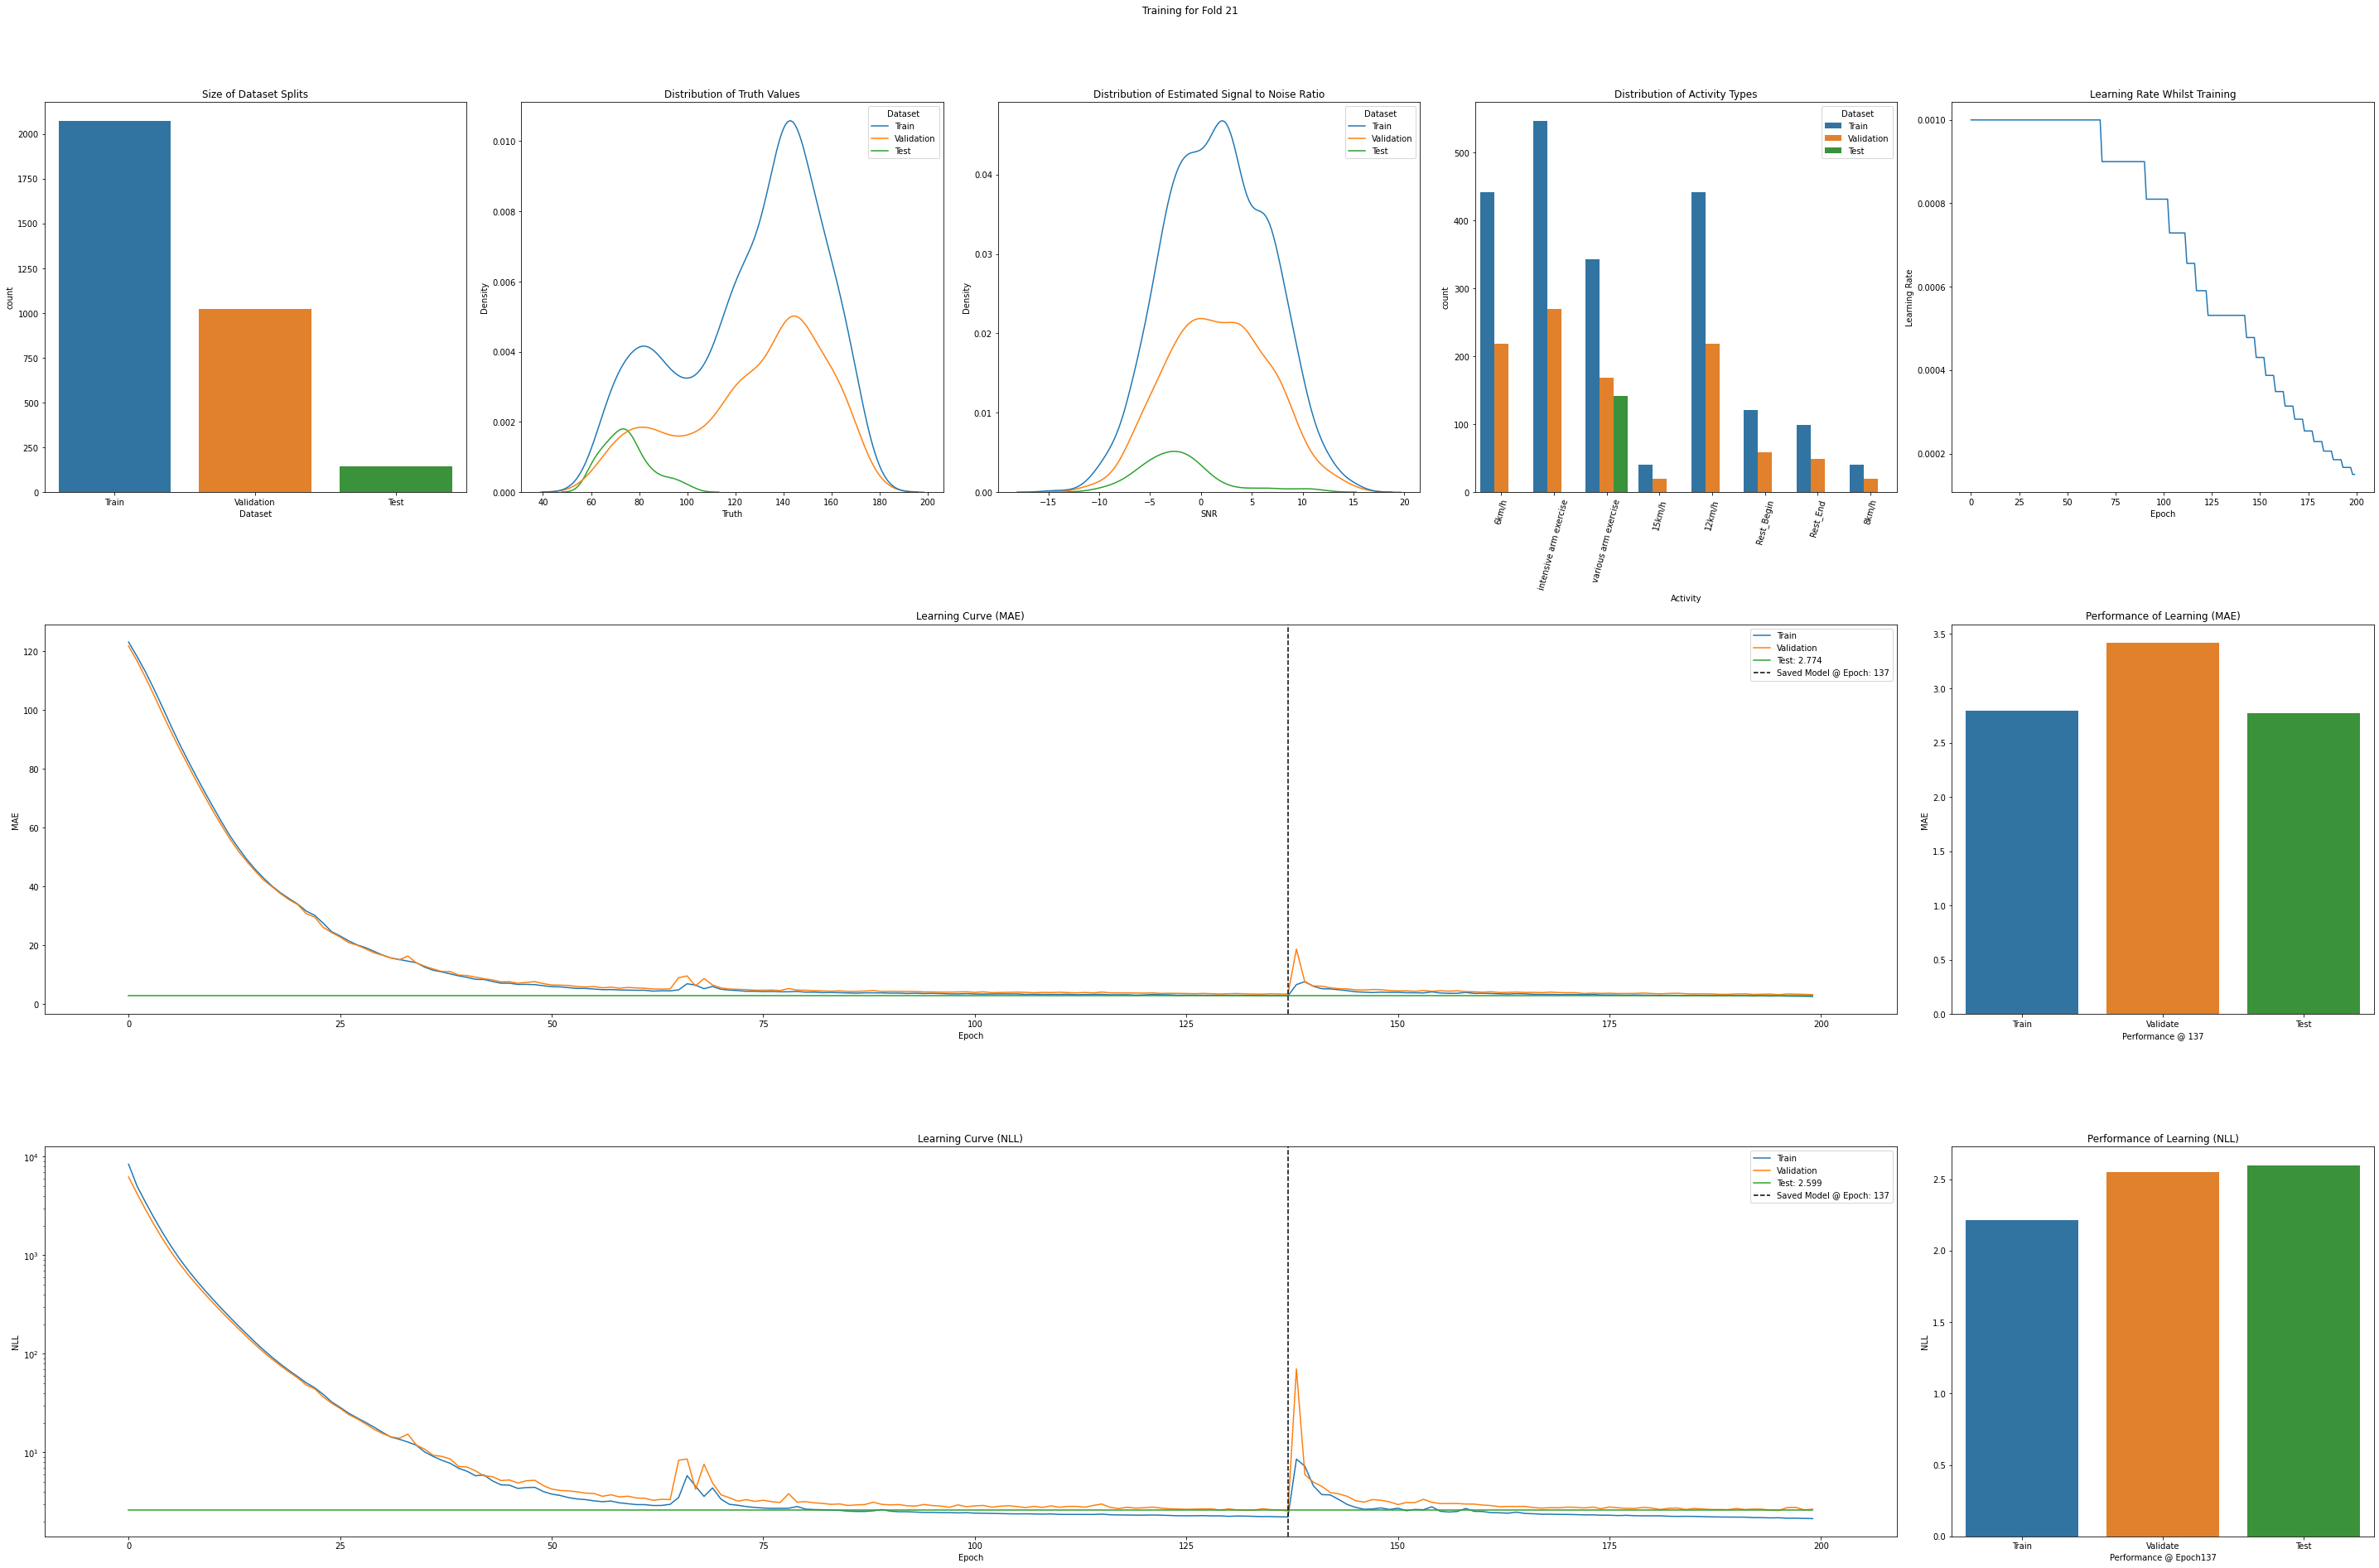 Training for Fold 21
Size of Dataset Splits
count
2000
1750
1500
1250
1000
750
500
250
0
Train Validation Test
Dataset
Distribution of Truth Values
Density
0.010
0.008
0.006
0.004
0.002
0.000
40 60 80 100 120 140 160 180 200
Truth
Dataset
Train
Validation
Test
Distribution of Estimated Signal to Noise Ratio
Density
0.04
0.03
0.02
0.01
0.00
−15 −10 −5 0 5 10 15 20
SNR
Dataset
Train
Validation
Test
Distribution of Activity Types
count
500
400
300
200
100
0
6km/h
intensive arm exercise
various arm exercise
15km/h
12km/h
Rest_Begin
Rest_End
8km/h
Activity
Dataset
Train
Validation
Test
Learning Rate Whilst Training
Learning Rate
0.0010
0.0008
0.0006
0.0004
0.0002
0 25 50 75 100 125 150 175 200
Epoch
Learning Curve (MAE)
MAE
120
100
80
60
40
20
0
0 25 50 75 100 125 150 175 200
Epoch
Train
Validation
Test: 2.774
Saved Model @ Epoch: 137
Performance of Learning (MAE)
MAE
3.5
3.0
2.5
2.0
1.5
1.0
0.5
0.0
Train Validate Test
Performance @ 137
Learning Curve (NLL)
NLL
10⁴
10³
10²
10¹
0 25 50 75 100 125 150 175 200
Epoch
Train
Validation
Test: 2.599
Saved Model @ Epoch: 137
Performance of Learning (NLL)
NLL
2.5
2.0
1.5
1.0
0.5
0.0
Train Validate Test
Performance @ Epoch137